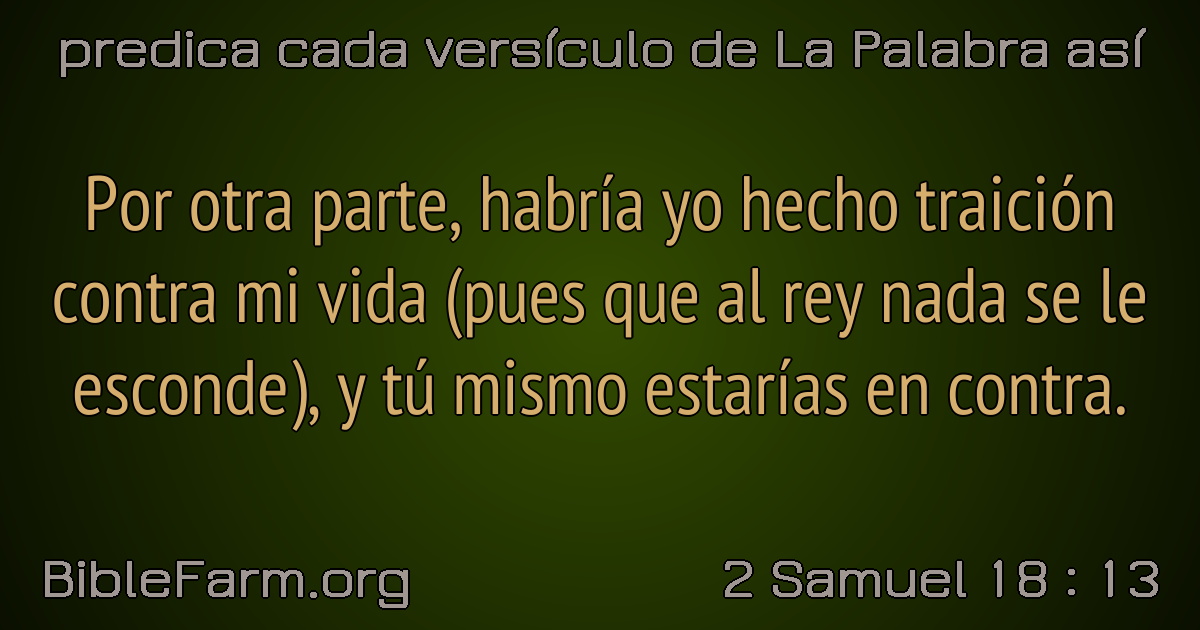 predica cada versículo de La Palabra así
Por otra parte, habría yo hecho traición
contra mi vida (pues que al rey nada se le
esconde), y tú mismo estarías en contra.
BibleFarm.org
2 Samuel 18 : 13